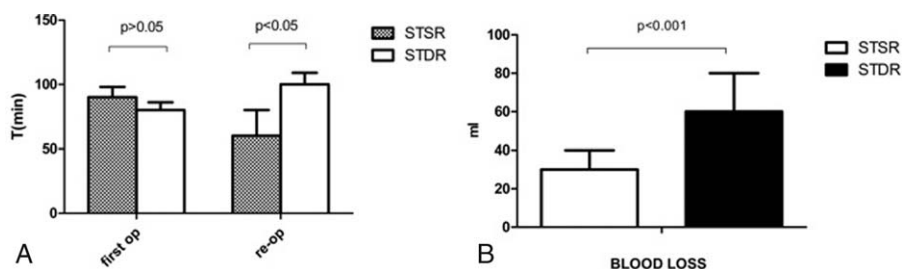 150
p>0.05
p<0.05
STSR
STDR
100
T(min)
50
0
first op
re-op
A
p<0.001
100
STSR
STDR
80
60
ml
40
20
0
BLOOD LOSS
B